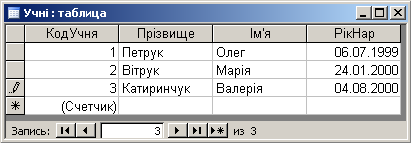 Учні : таблица
КодУчня Прізвище Ім'я РікНар
1 Петрук Олег 06.07.1999
2 Вітрук Марія 24.01.2000
3 Катиринчук Валерія 04.08.2000
(Счетчик)
Запись: 3 из 3